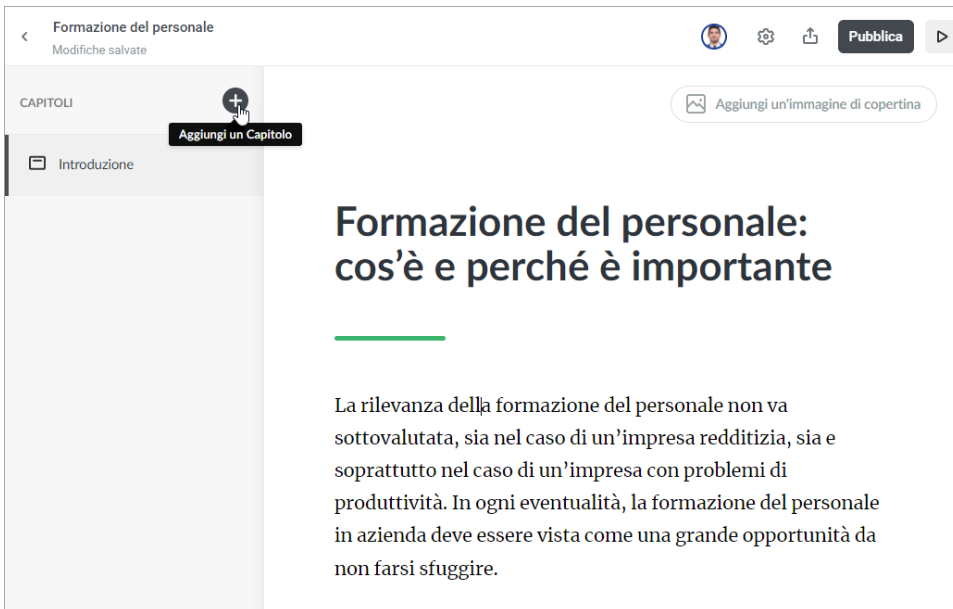 Formazione del personale
Modifiche salvate
Pubblica
CAPITOLI
Aggiungi un'immagine di copertina
Aggiungi un Capitolo
Introduzione
Formazione del personale:
cos’è e perché è importante
La rilevanza della formazione del personale non va
sottovalutata, sia nel caso di un’impresa redditizia, sia e
soprattutto nel caso di un’impresa con problemi di
produttività. In ogni eventualità, la formazione del personale
in azienda deve essere vista come una grande opportunità da
non farsi sfuggire.